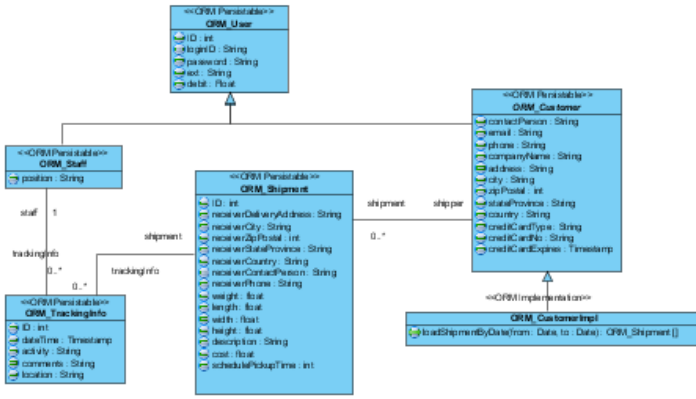 <<ORM Persistable>>
ORM_User
ID : int
loginID : String
password : String
ext : String
debit : Float
<<ORM Persistable>>
ORM_Customer
contactPerson : String
email : String
phone : String
companyName : String
address : String
city : String
zipPostal : int
stateProvince : String
country : String
creditCardType : String
creditCardNo : String
creditCardExpires : Timestamp
<<ORM Persistable>>
ORM_Staff
position : String
<<ORM Persistable>>
ORM_Shipment
ID : int
receiverDeliveryAddress : String
receiverCity : String
receiverZipPostal : int
receiverStateProvince : String
receiverCountry : String
receiverContactPerson : String
receiverPhone : String
weight : float
length : float
width : float
height : float
description : String
cost : float
schedulePickupTime : int
shipment
shipper
0..*
staff
1
trackingInfo
0..*
shipment
trackingInfo
0..*
<<ORM Persistable>>
ORM_TrackingInfo
ID : int
dateTime : Timestamp
activity : String
comments : String
location : String
<<ORM Implementation>>
ORM_CustomerImpl
loadShipmentByDate(from : Date, to : Date) : ORM_Shipment[]